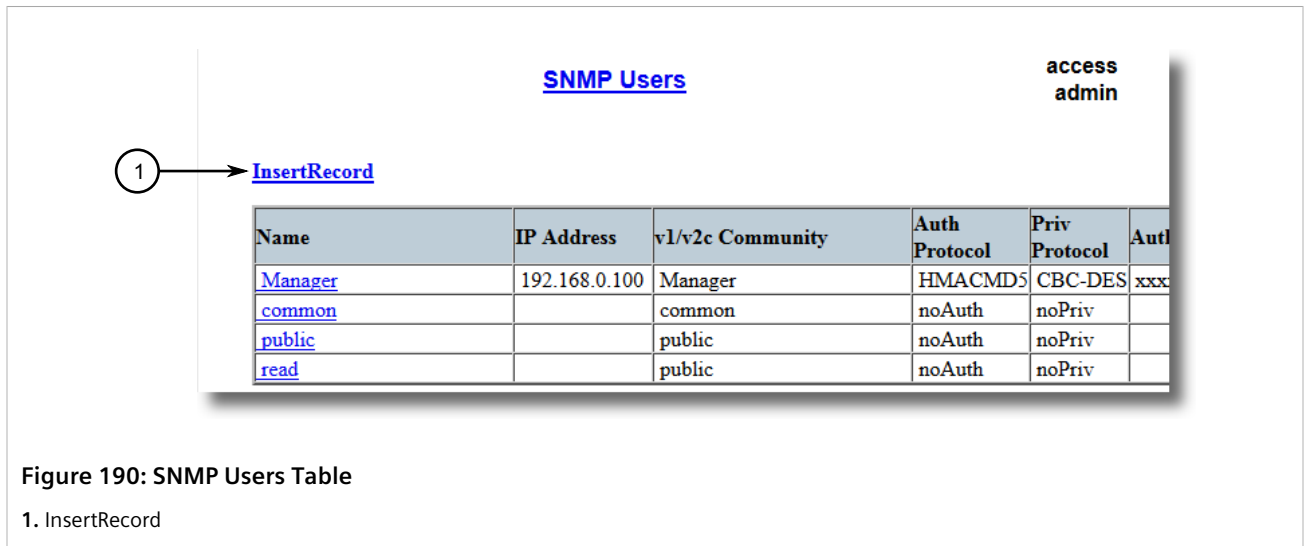 SNMP Users
access
admin
1
InsertRecord
Name IP Address v1/v2c Community Auth Protocol Priv Protocol
Manager 192.168.0.100 Manager HMACMD5 CBC-DES
common common noAuth noPriv
public public noAuth noPriv
read public noAuth noPriv
Figure 190: SNMP Users Table
1. InsertRecord